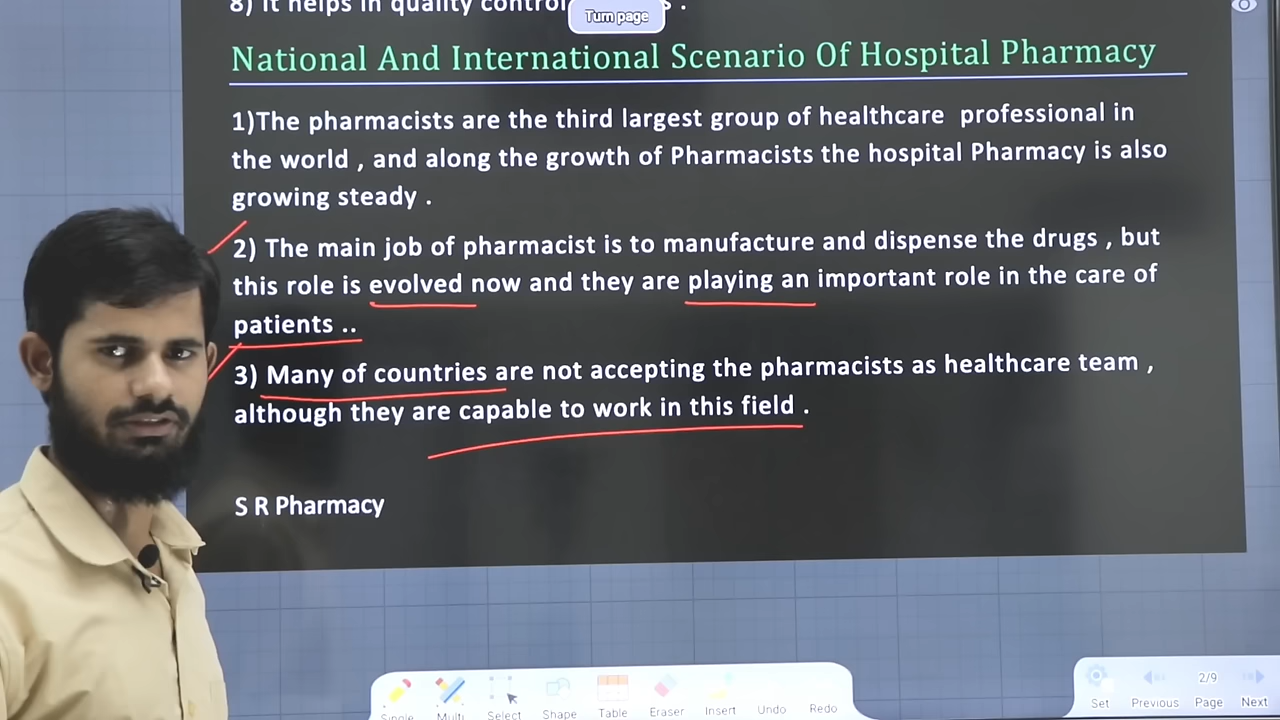 8) It helps in quality control
Turn page
s .
National And International Scenario Of Hospital Pharmacy
1)The pharmacists are the third largest group of healthcare professional in
the world , and along the growth of Pharmacists the hospital Pharmacy is also
growing steady .
2) The main job of pharmacist is to manufacture and dispense the drugs , but
this role is evolved now and they are playing an important role in the care of
patients ..
3) Many of countries are not accepting the pharmacists as healthcare team ,
although they are capable to work in this field .
S R Pharmacy
Single Multi Select Shape Table Eraser Insert Undo Redo
2/9
Set Previous Page Next